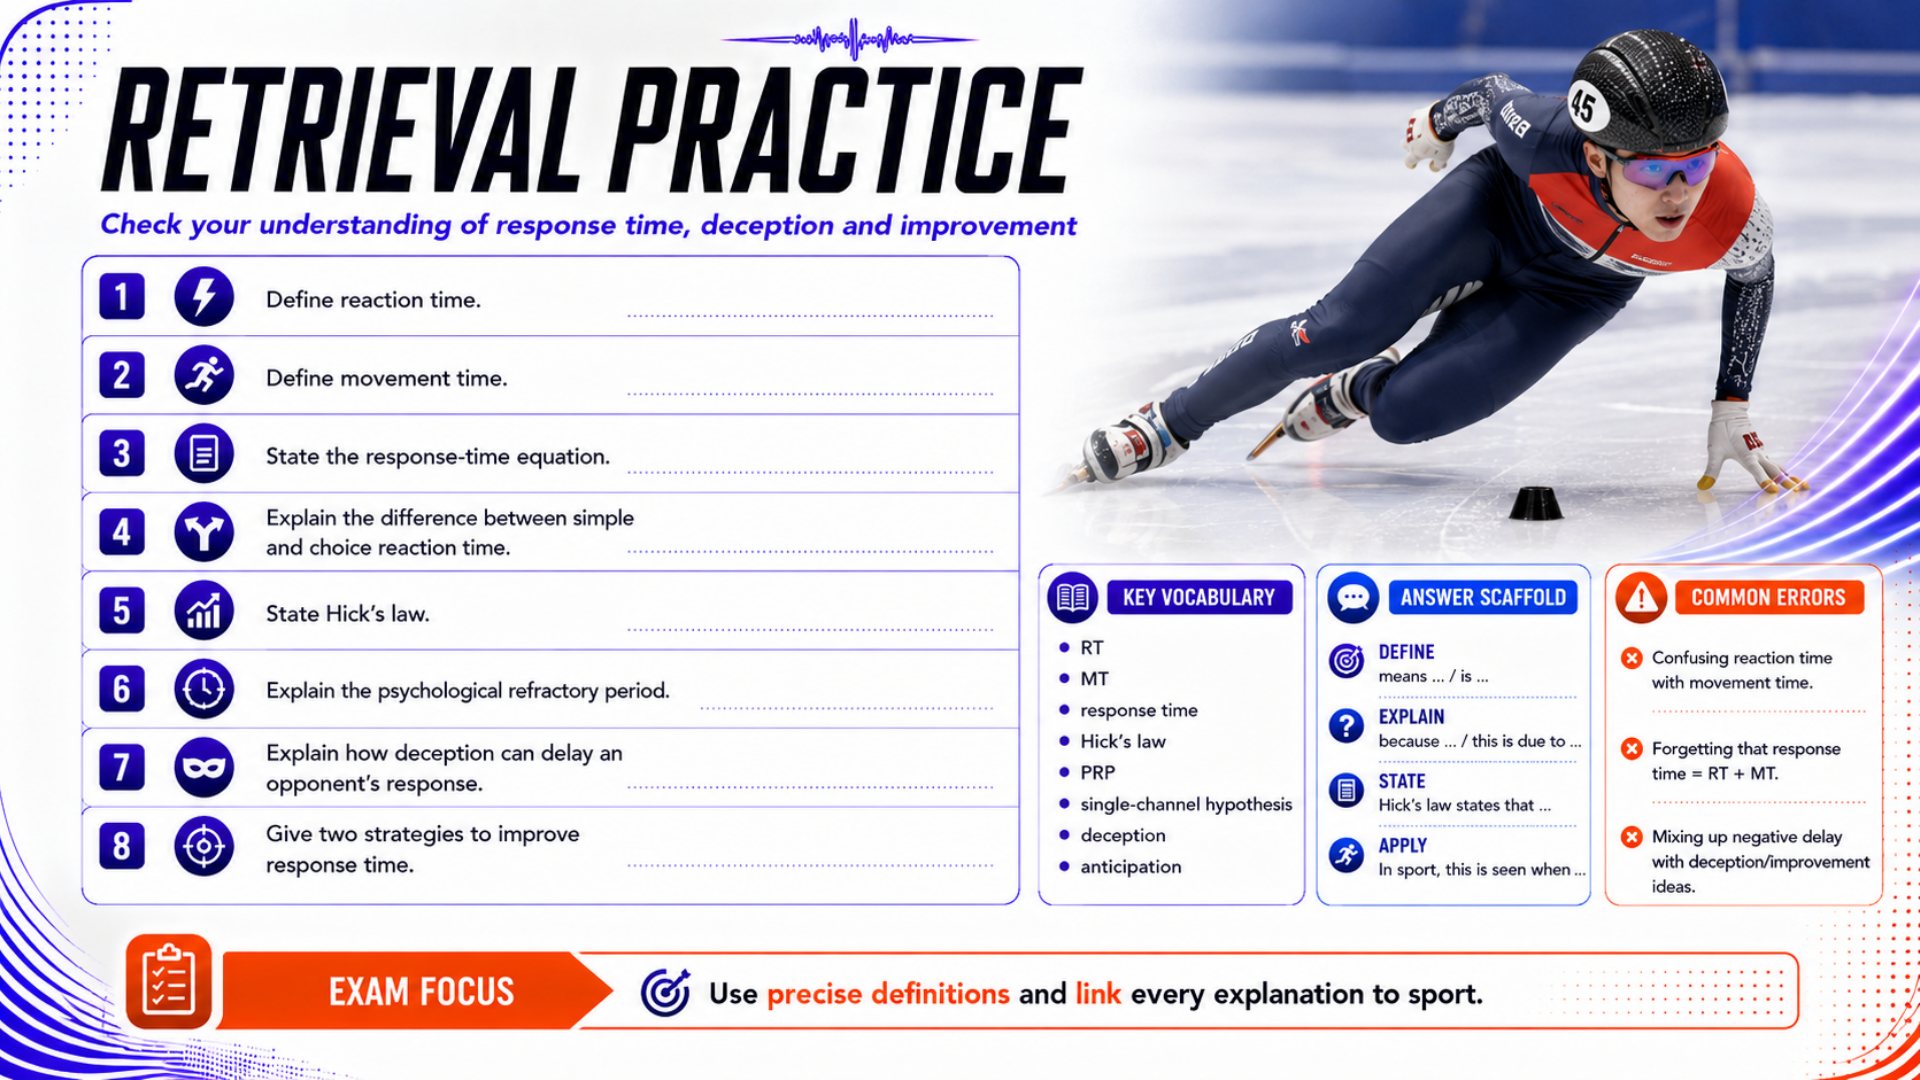 RETRIEVAL PRACTICE
Check your understanding of response time, deception and improvement
1 Define reaction time.
2 Define movement time.
3 State the response-time equation.
4 Explain the difference between simple
and choice reaction time.
5 State Hick's law.
6 Explain the psychological refractory period.
7 Explain how deception can delay an
opponent's response.
8 Give two strategies to improve
response time.
45
KEY VOCABULARY
RT
MT
response time
Hick's law
PRP
single-channel hypothesis
deception
anticipation
ANSWER SCAFFOLD
DEFINE
means ... / is ...
EXPLAIN
because ... / this is due to ...
STATE
Hick's law states that ...
APPLY
In sport, this is seen when ...
COMMON ERRORS
Confusing reaction time
with movement time.
Forgetting that response
time = RT + MT.
Mixing up negative delay
with deception/improvement
ideas.
EXAM FOCUS
Use precise definitions and link every explanation to sport.